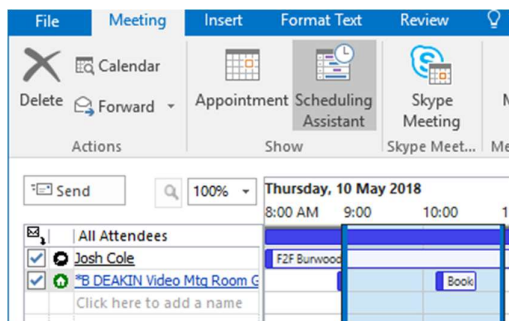 File Meeting Insert Format Text Review
Delete Calendar Forward Appointment Scheduling Assistant Skype Meeting M
Actions Show Skype Meet... Me
Send 100% Thursday, 10 May 2018
8:00 AM 9:00 10:00 1
All Attendees
Josh Cole F2F Burwood
*B DEAKIN Video Mtg Room G Book
Click here to add a name